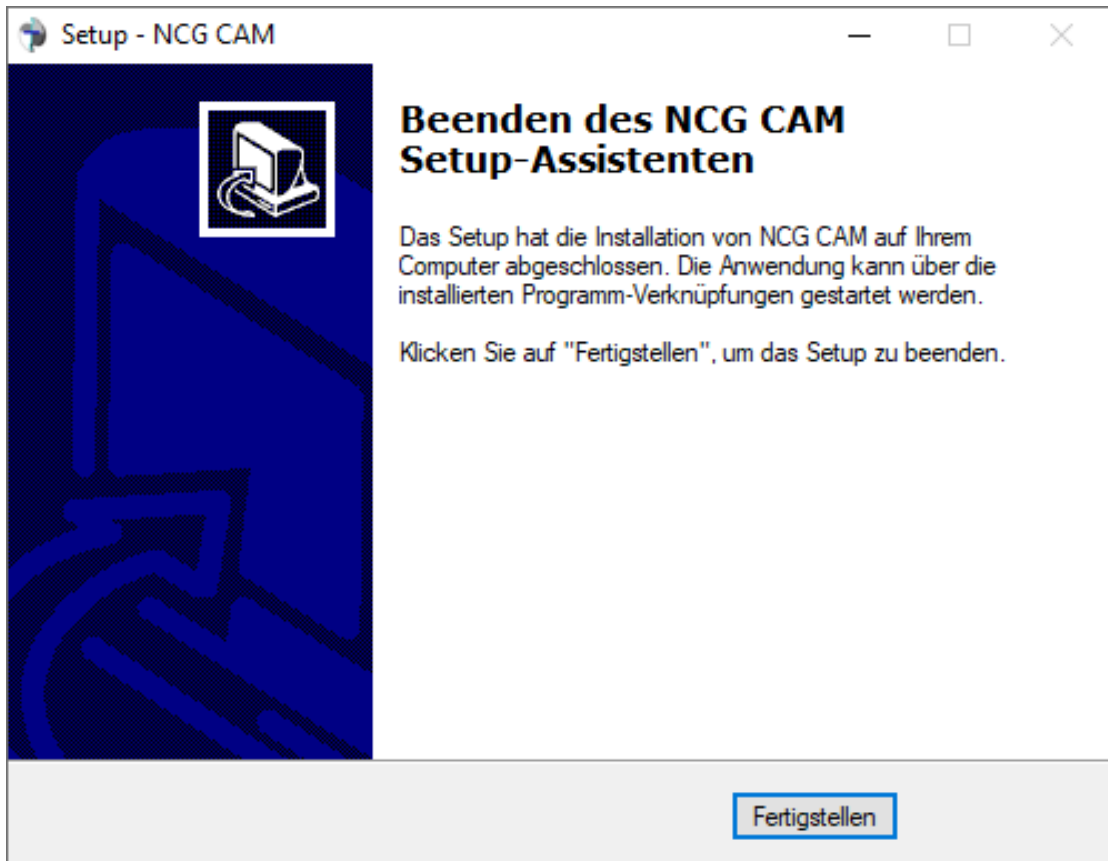 Setup - NCG CAM
Beenden des NCG CAM
Setup-Assistenten
Das Setup hat die Installation von NCG CAM auf Ihrem
Computer abgeschlossen. Die Anwendung kann über die
installierten Programm-Verknüpfungen gestartet werden.
Klicken Sie auf "Fertigstellen", um das Setup zu beenden.
Fertigstellen